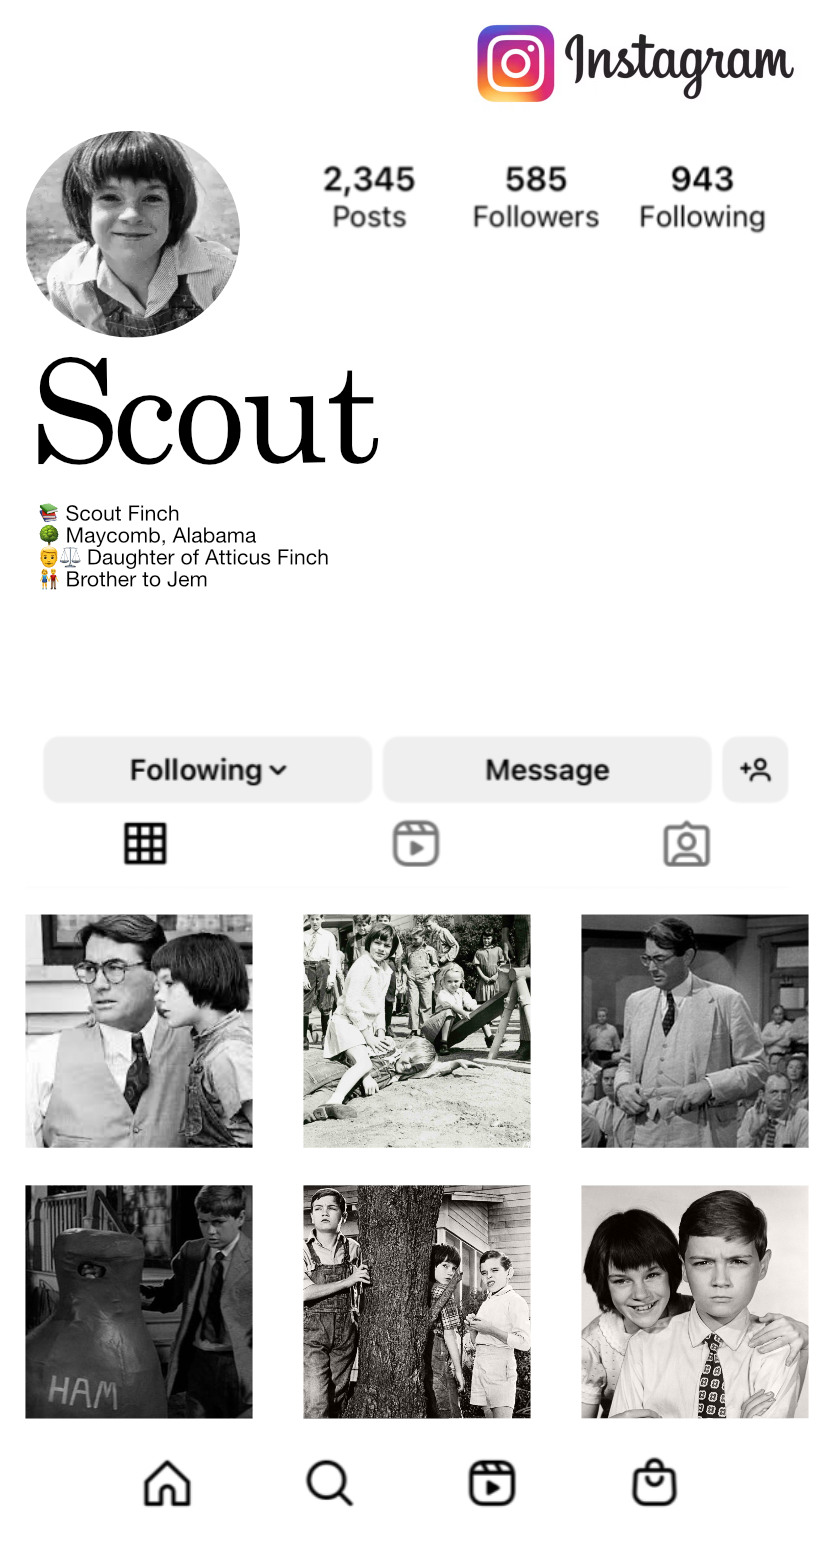 Instagram
2,345 585 943
Posts Followers Following
Scout
📚 Scout Finch
🌳 Maycomb, Alabama
👨⚖️ Daughter of Atticus Finch
👫 Brother to Jem
Following Message
HAM